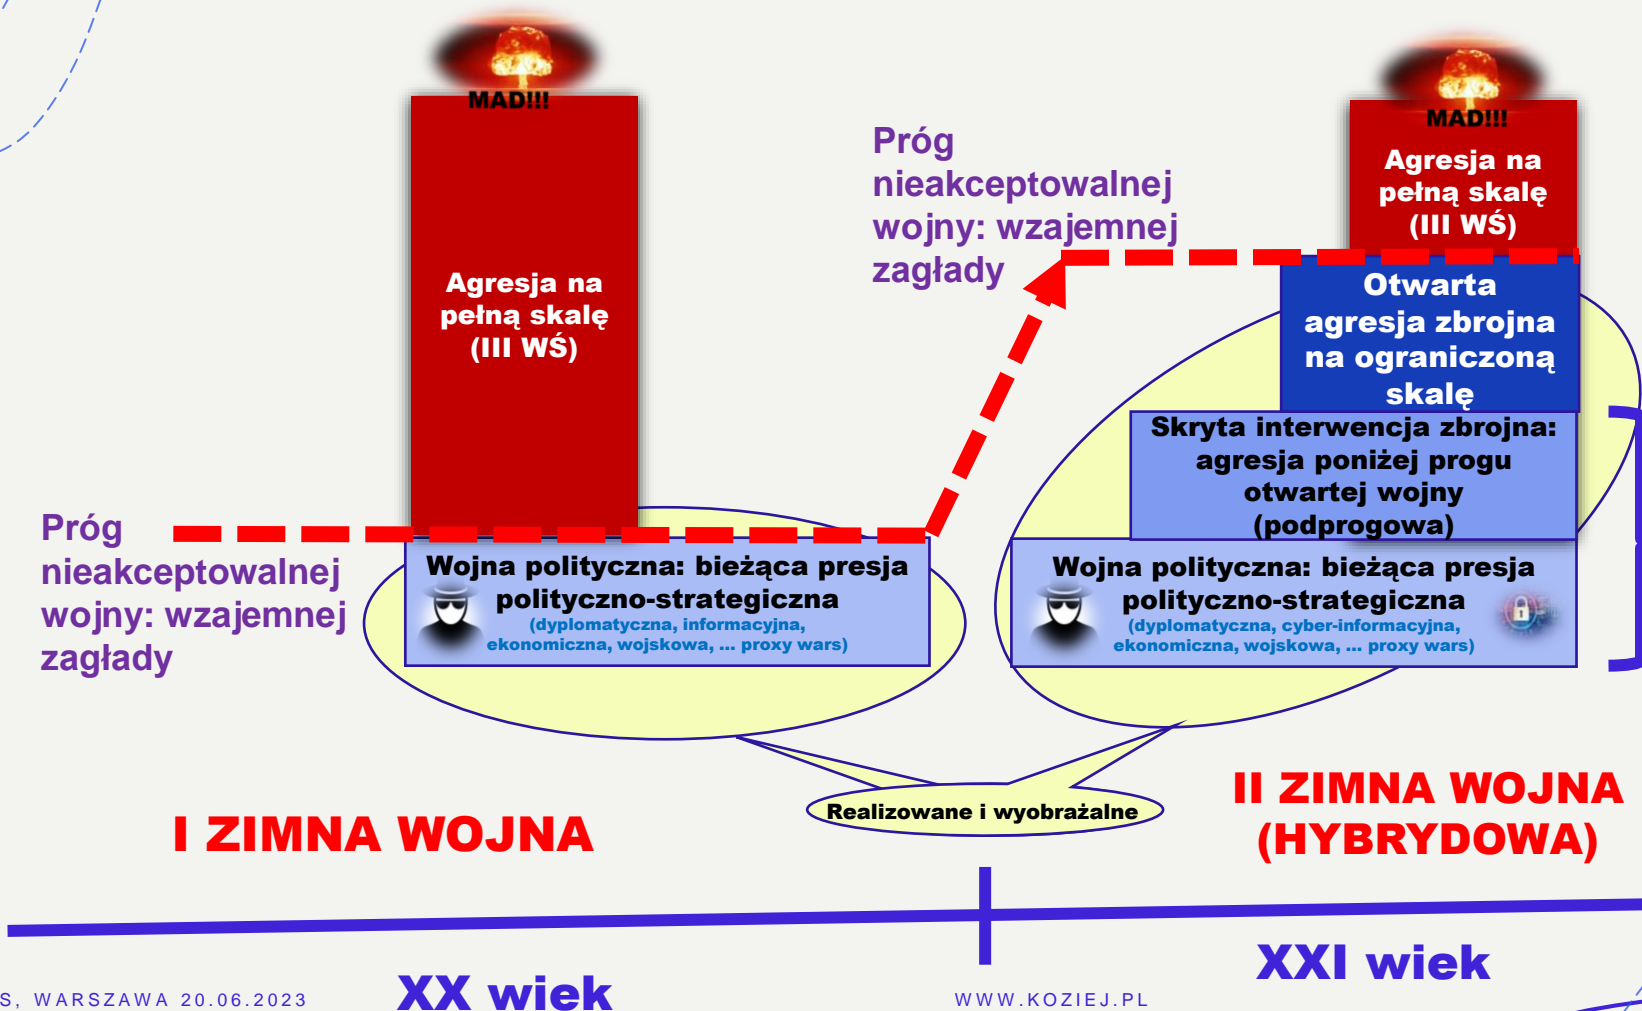 MAD!!!
Agresja na
pełną skalę
(III WŚ)
Próg
nieakceptowalnej
wojny: wzajemnej
zagłady
Wojna polityczna: bieżąca presja
polityczno-strategiczna
(dyplomatyczna, informacyjna,
ekonomiczna, wojskowa, ... proxy wars)
Próg
nieakceptowalnej
wojny: wzajemnej
zagłady
MAD!!!
Agresja na
pełną skalę
(III WŚ)
Otwarta
agresja zbrojna
na ograniczoną
skalę
Skryta interwencja zbrojna:
agresja poniżej progu
otwartej wojny
(podprogowa)
Wojna polityczna: bieżąca presja
polityczno-strategiczna
(dyplomatyczna, cyber-informacyjna,
ekonomiczna, wojskowa, ... proxy wars)
Realizowane i wyobrażalne
I ZIMNA WOJNA
II ZIMNA WOJNA
(HYBRYDOWA)
XX wiek
XXI wiek
S, WARSZAWA 20.06.2023
WWW.KOZIEJ.PL